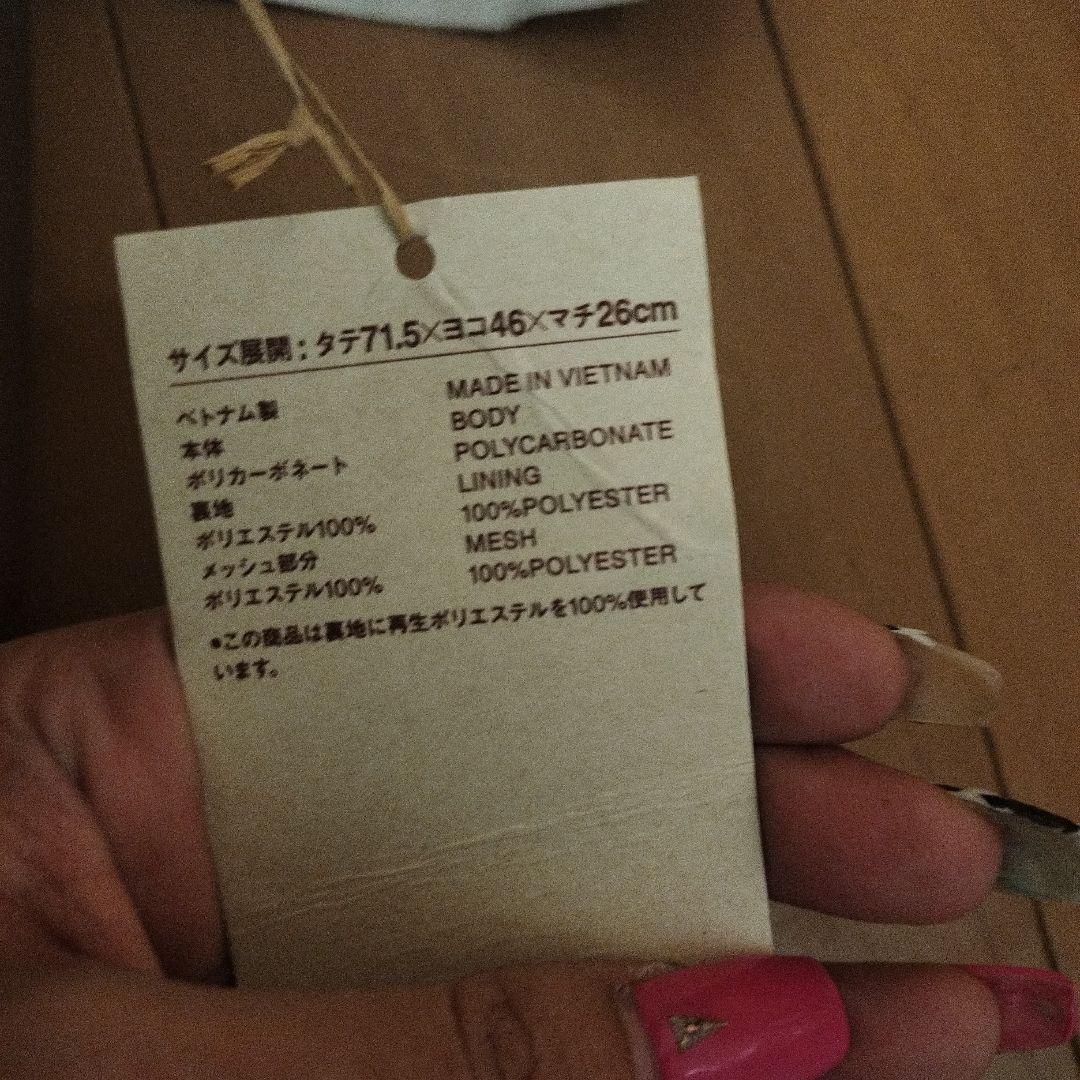 サイズ展開：タテ71.5×ヨコ46×マチ26cm
ベトナム製
本体
ポリカーボネート
裏地
ポリエステル100%
メッシュ部分
ポリエステル100%
MADE IN VIETNAM
BODY
POLYCARBONATE
LINING
100%POLYESTER
MESH
100%POLYESTER
●この商品は裏地に再生ポリエステルを100%使用して
います。